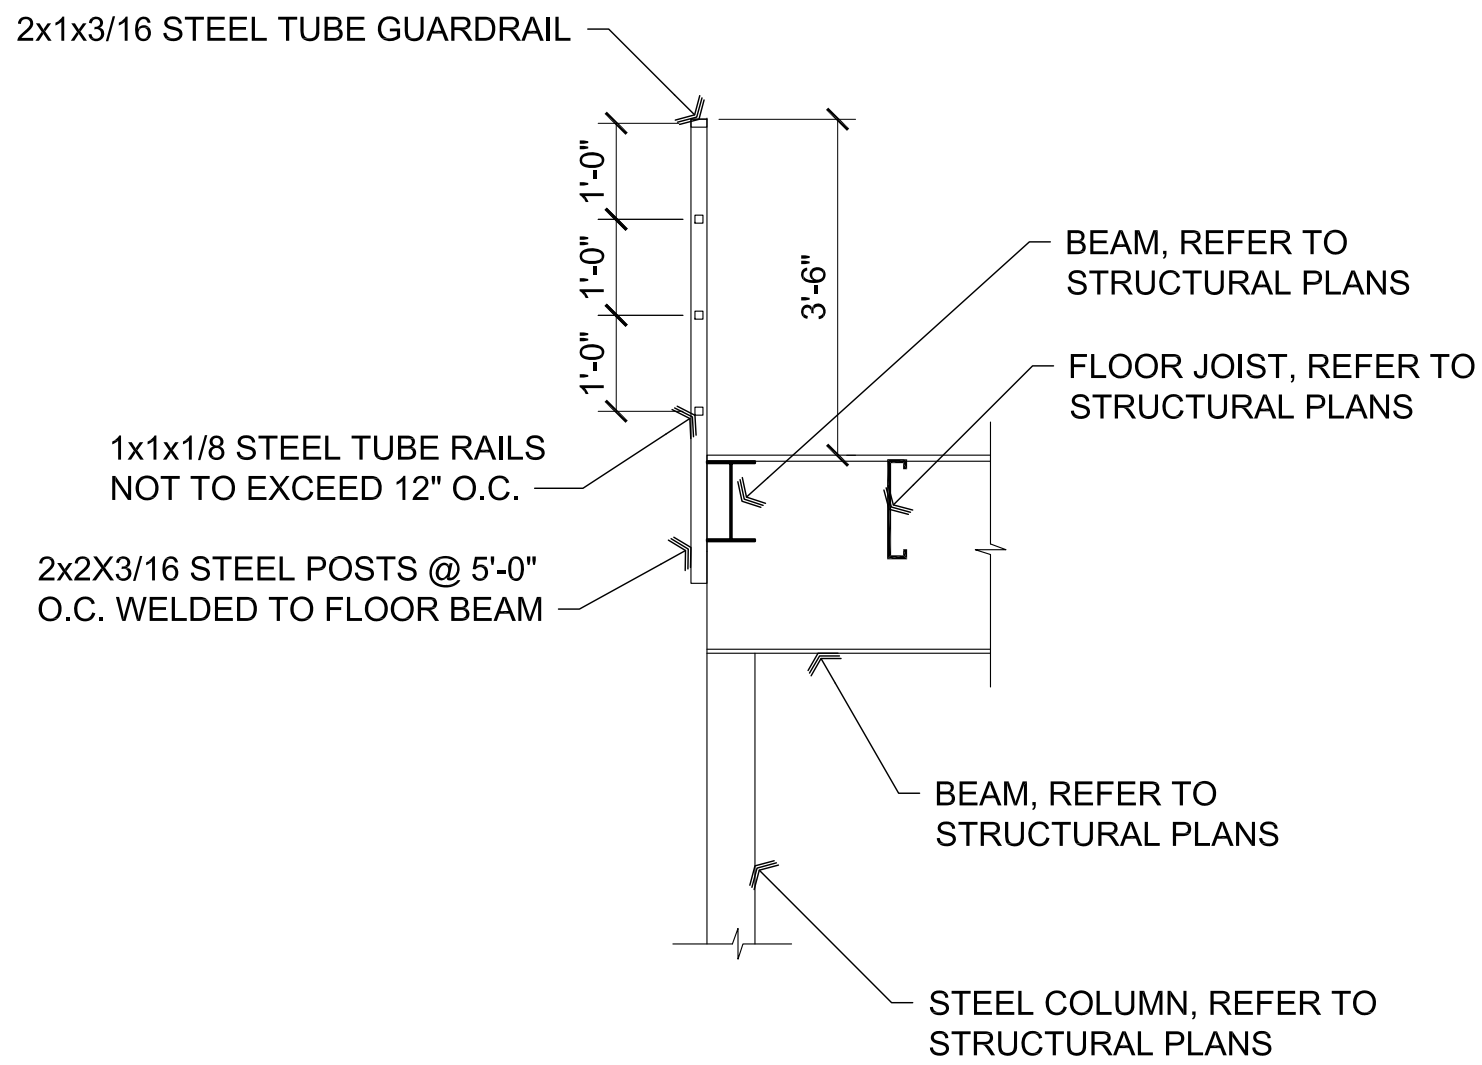 2x1x3/16 STEEL TUBE GUARDRAIL
1'-0"
1'-0"
1'-0"
3'-6"
BEAM, REFER TO
STRUCTURAL PLANS
FLOOR JOIST, REFER TO
STRUCTURAL PLANS
1x1x1/8 STEEL TUBE RAILS
NOT TO EXCEED 12" O.C.
2x2X3/16 STEEL POSTS @ 5'-0"
O.C. WELDED TO FLOOR BEAM
BEAM, REFER TO
STRUCTURAL PLANS
STEEL COLUMN, REFER TO
STRUCTURAL PLANS